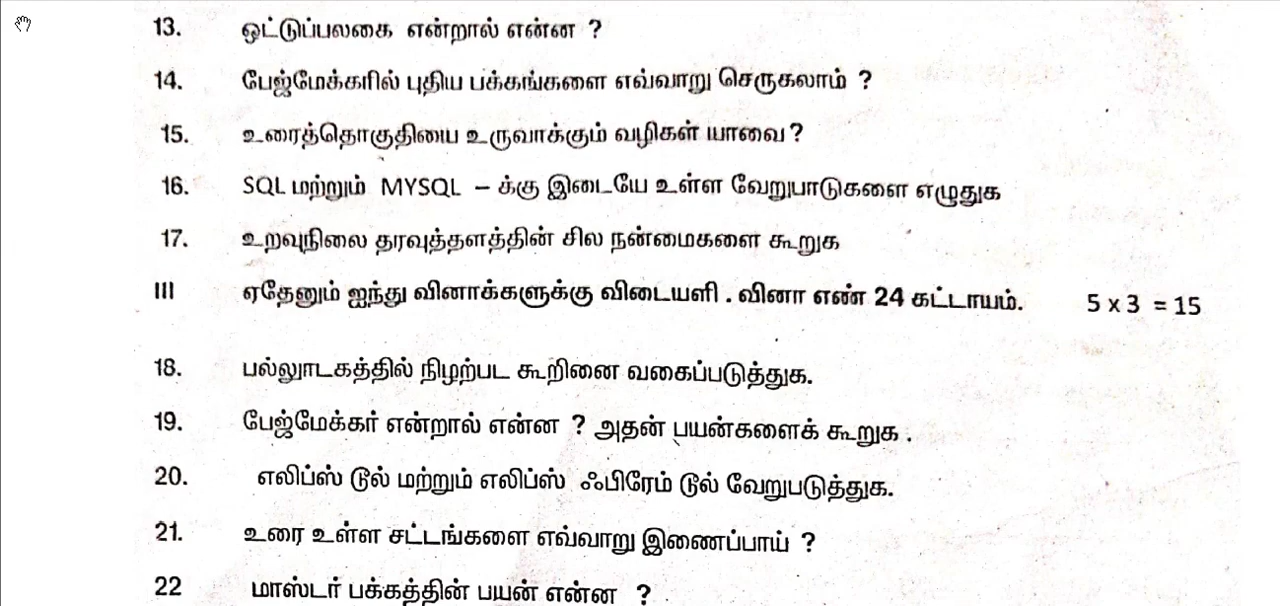 13. ஒட்டுப்பலகை என்றால் என்ன ?
14. பேஜ்மேக்கரில் புதிய பக்கங்களை எவ்வாறு செருகலாம் ?
15. உரைத்தொகுதியை உருவாக்கும் வழிகள் யாவை?
16. SQL மற்றும் MYSQL – க்கு இடையே உள்ள வேறுபாடுகளை எழுதுக
17. உறவுநிலை தரவுத்தளத்தின் சில நன்மைகளை கூறுக
III ஏதேனும் ஐந்து வினாக்களுக்கு விடையளி . வினா எண் 24 கட்டாயம். 5 x 3 = 15
18. பல்லுாடகத்தில் நிழற்பட கூறினை வகைப்படுத்துக.
19. பேஜ்மேக்கர் என்றால் என்ன ? அதன் பயன்களைக் கூறுக .
20. எலிப்ஸ் டூல் மற்றும் எலிப்ஸ் ஃபிரேம் டூல் வேறுபடுத்துக.
21. உரை உள்ள சட்டங்களை எவ்வாறு இணைப்பாய் ?
22 மாஸ்டர் பக்கத்தின் பயன் என்ன ?